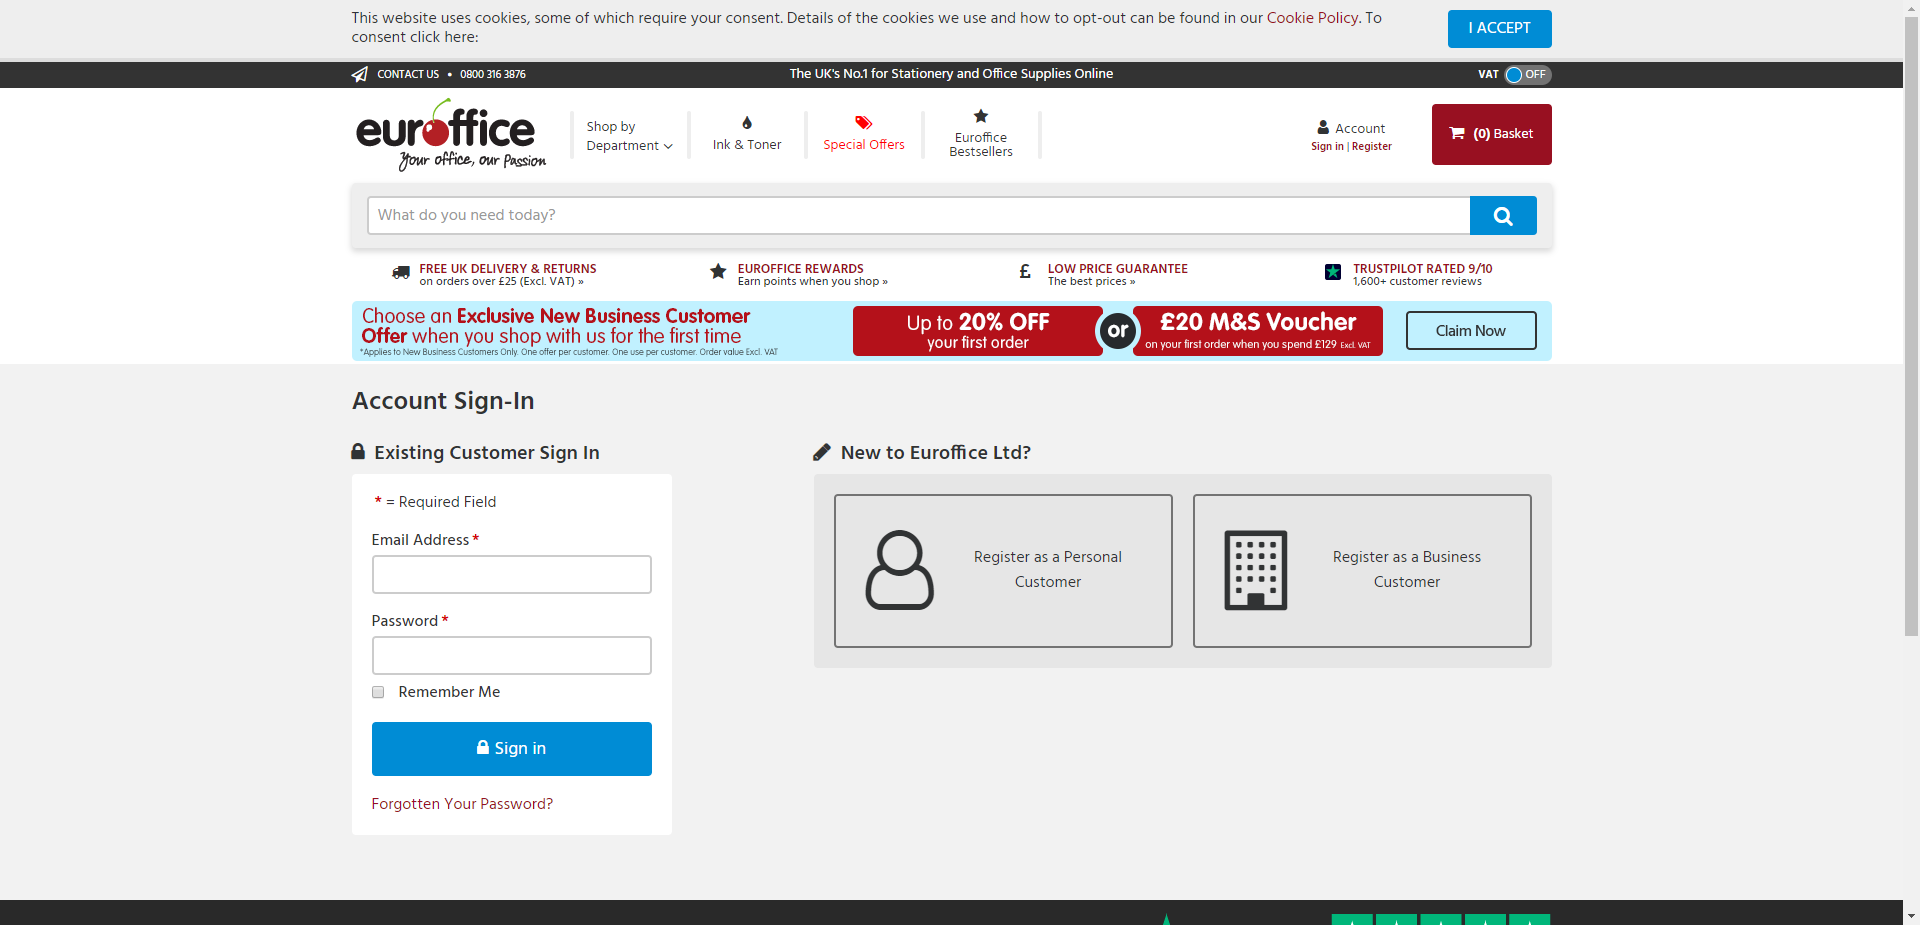 This website uses cookies, some of which require your consent. Details of the cookies we use and how to opt-out can be found in our Cookie Policy. To
consent click here:
I ACCEPT
CONTACT US • 0800 316 3876
The UK's No.1 for Stationery and Office Supplies Online
VAT OFF
euroffice
Your office, our Passion
Shop by
Department
Ink & Toner
Special Offers
Euroffice
Bestsellers
Account
Sign in | Register
(0) Basket
What do you need today?
FREE UK DELIVERY & RETURNS
on orders over £25 (Excl. VAT) »
EUROFFICE REWARDS
Earn points when you shop »
£
LOW PRICE GUARANTEE
The best prices »
TRUSTPILOT RATED 9/10
1,600+ customer reviews
Choose an Exclusive New Business Customer
Offer when you shop with us for the first time
*Applies to New Business Customers Only. One offer per customer. One use per customer. Order value Excl. VAT
Up to 20% OFF
your first order
or
£20 M&S Voucher
on your first order when you spend £129 Excl. VAT
Claim Now
Account Sign-In
Existing Customer Sign In
* = Required Field
Email Address *
Password *
Remember Me
Sign in
Forgotten Your Password?
New to Euroffice Ltd?
Register as a Personal
Customer
Register as a Business
Customer